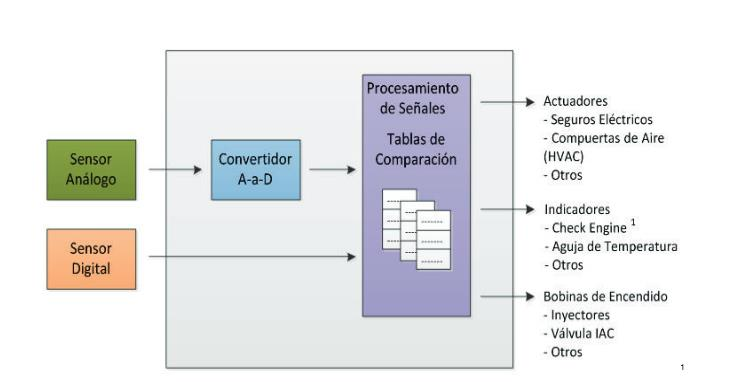 Sensor
Análogo
Sensor
Digital
Convertidor
A-a-D
Procesamiento
de Señales
Tablas de
Comparación
Actuadores
- Seguros Eléctricos
- Compuertas de Aire
(HVAC)
- Otros
Indicadores
- Check Engine 1
- Aguja de Temperatura
- Otros
Bobinas de Encendido
- Inyectores
- Válvula IAC
- Otros
1